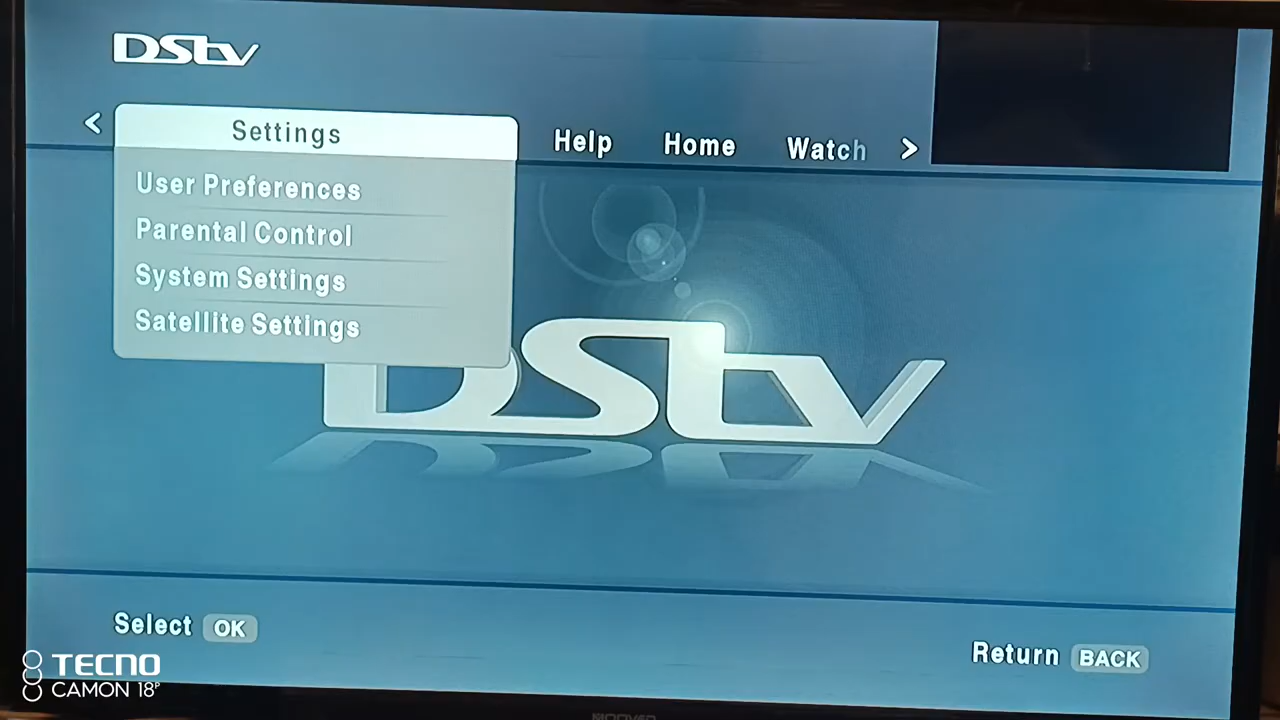 DStv
< Settings Help Home Watch >
User Preferences
Parental Control
System Settings
Satellite Settings
DStv
Select OK
Return BACK
TECNO
CAMON 18P